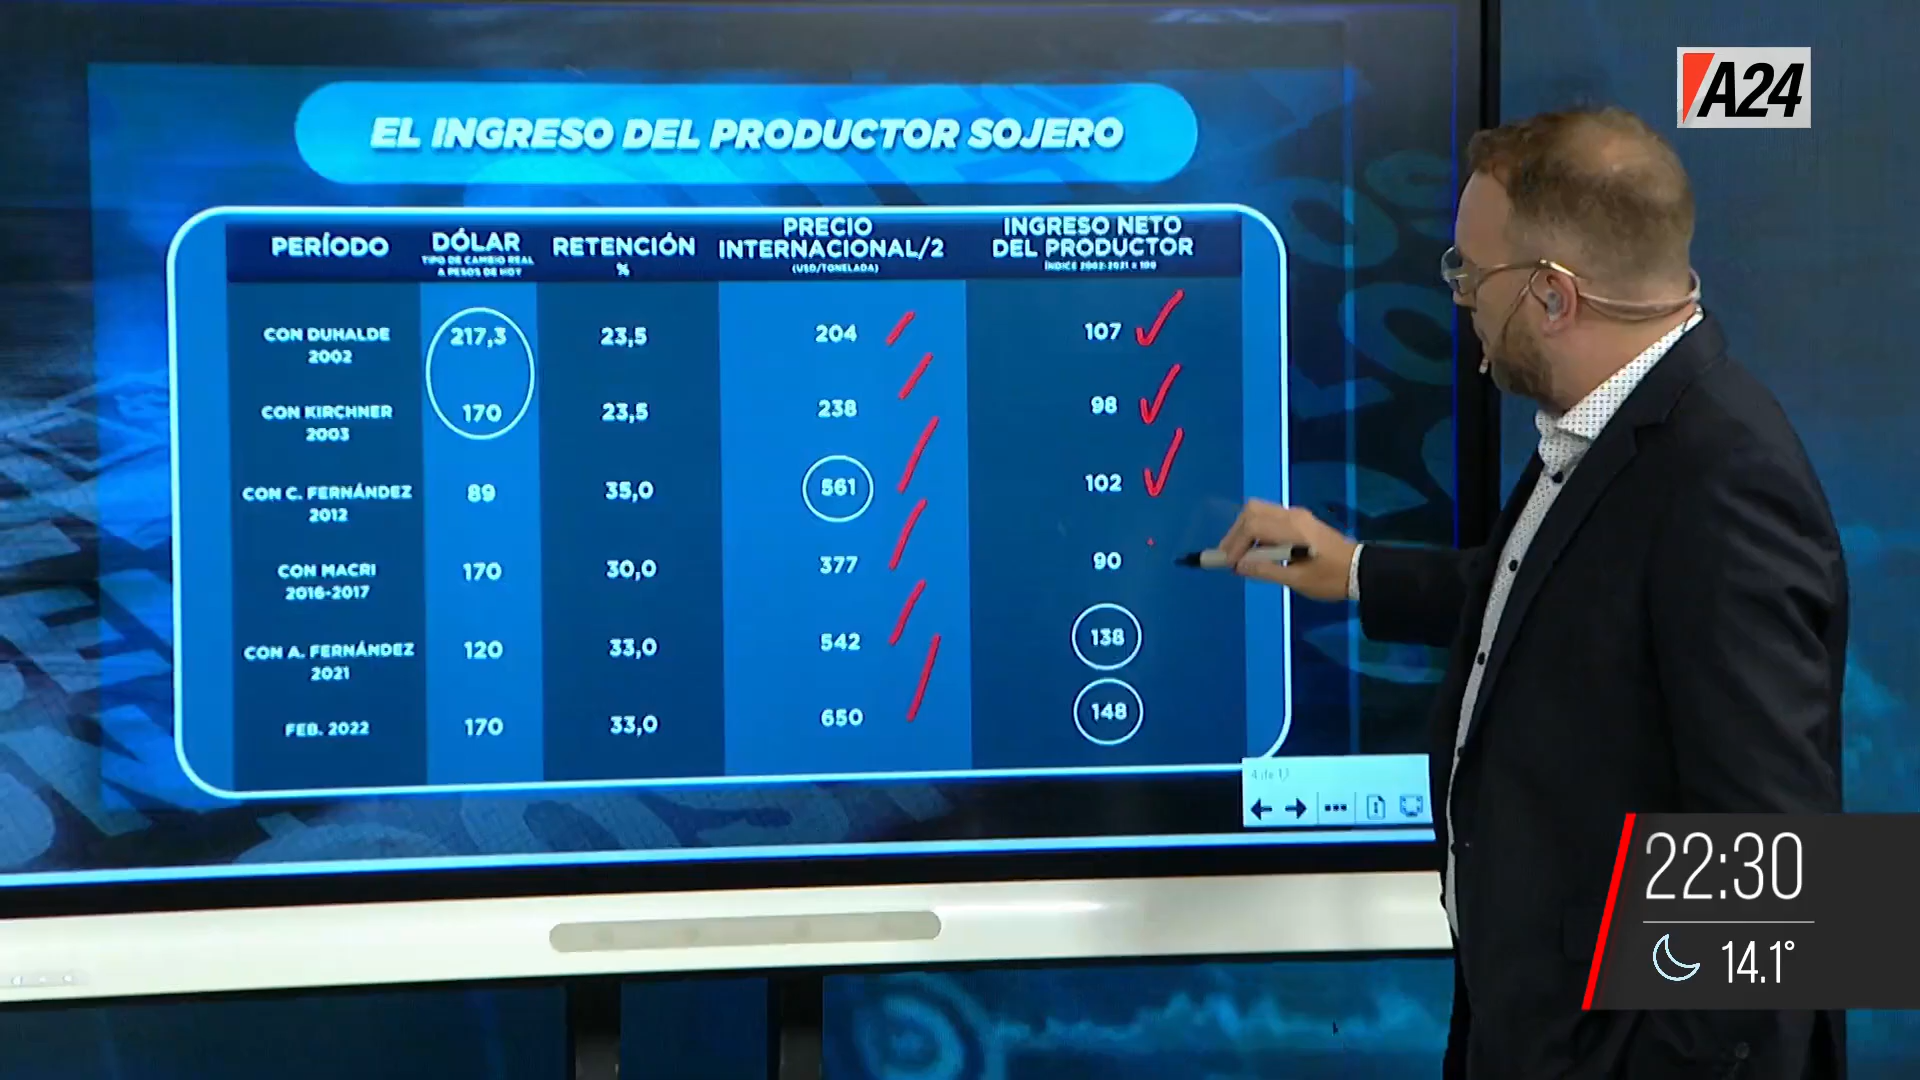 A24
EL INGRESO DEL PRODUCTOR SOJERO
PERÍODO
DÓLAR
TIPO DE CAMBIO REAL
A PESOS DE HOY
RETENCIÓN
%
PRECIO
INTERNACIONAL/2
(USD/TONELADA)
INGRESO NETO
DEL PRODUCTOR
ÍNDICE 2002-2021 = 100
CON DUHALDE
2002
217,3
23,5
204
107
CON KIRCHNER
2003
170
23,5
238
98
CON C. FERNÁNDEZ
2012
89
35,0
561
102
CON MACRI
2016-2017
170
30,0
377
90
CON A. FERNÁNDEZ
2021
120
33,0
542
138
FEB. 2022
170
33,0
650
148
22:30
14.1°